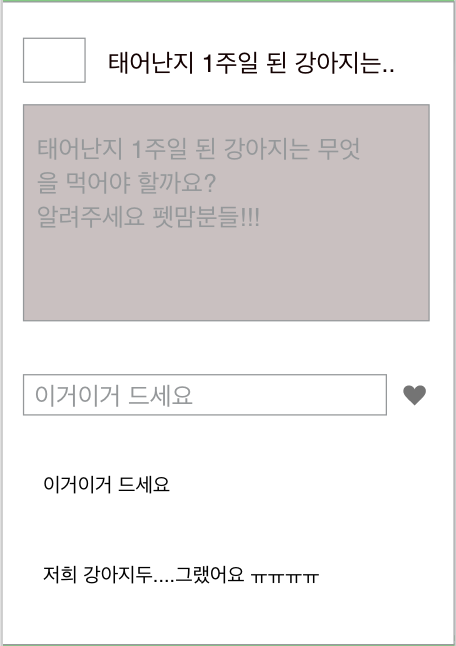 태어난지 1주일 된 강아지는..
태어난지 1주일 된 강아지는 무엇
을 먹어야 할까요?
알려주세요 펫맘분들!!!
이거이거 드세요
이거이거 드세요
저희 강아지두....그랬어요 ㅠㅠㅠㅠ